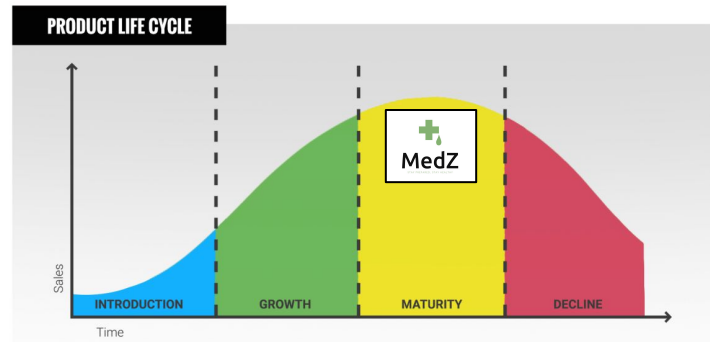 PRODUCT LIFE CYCLE
MedZ
Sales
INTRODUCTION
GROWTH
MATURITY
DECLINE
Time